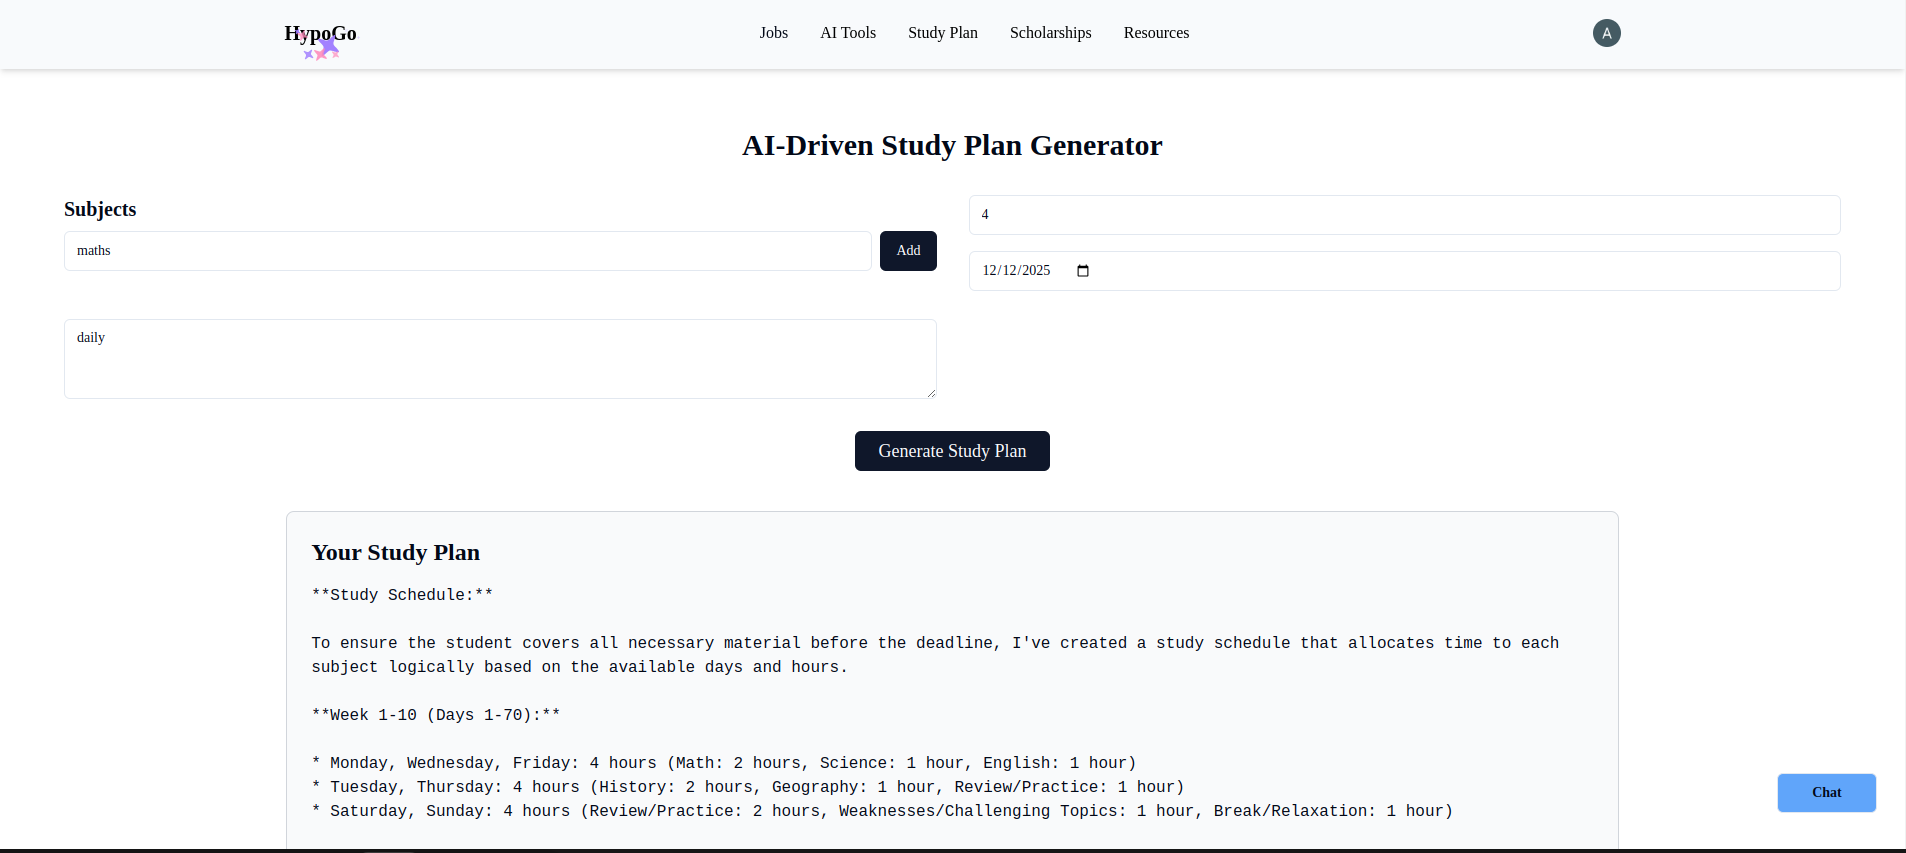 HypoGo
Jobs AI Tools Study Plan Scholarships Resources
A
AI-Driven Study Plan Generator
Subjects
maths
Add
4
12/12/2025
daily
Generate Study Plan
Your Study Plan
**Study Schedule:**
To ensure the student covers all necessary material before the deadline, I've created a study schedule that allocates time to each
subject logically based on the available days and hours.
**Week 1-10 (Days 1-70):**
* Monday, Wednesday, Friday: 4 hours (Math: 2 hours, Science: 1 hour, English: 1 hour)
* Tuesday, Thursday: 4 hours (History: 2 hours, Geography: 1 hour, Review/Practice: 1 hour)
* Saturday, Sunday: 4 hours (Review/Practice: 2 hours, Weaknesses/Challenging Topics: 1 hour, Break/Relaxation: 1 hour)
Chat